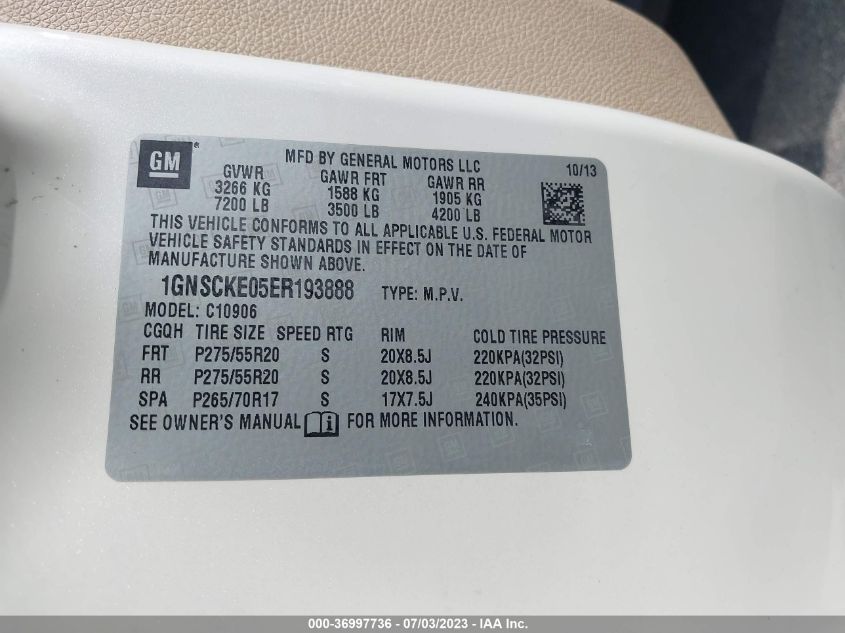 GM ®
MFD BY GENERAL MOTORS LLC 10/13
GVWR GAWR FRT GAWR RR
3266 KG 1588 KG 1905 KG
7200 LB 3500 LB 4200 LB
THIS VEHICLE CONFORMS TO ALL APPLICABLE U.S. FEDERAL MOTOR
VEHICLE SAFETY STANDARDS IN EFFECT ON THE DATE OF
MANUFACTURE SHOWN ABOVE.
1GNSCKE05ER193888 TYPE: M.P.V.
MODEL: C10906
CGQH TIRE SIZE SPEED RTG RIM COLD TIRE PRESSURE
FRT P275/55R20 S 20X8.5J 220KPA(32PSI)
RR P275/55R20 S 20X8.5J 220KPA(32PSI)
SPA P265/70R17 S 17X7.5J 240KPA(35PSI)
SEE OWNER'S MANUAL i FOR MORE INFORMATION.
000-36997736 - 07/03/2023 - IAA Inc.